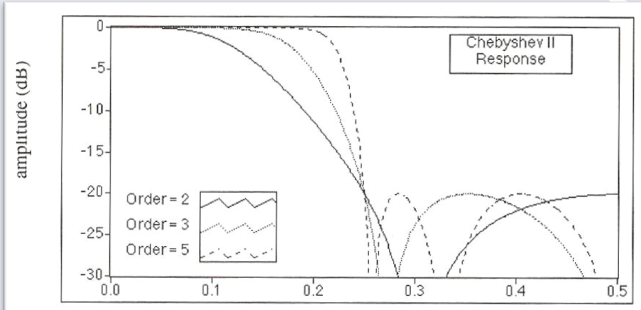 amplitude (dB)
0
-5
-10
-15
-20
-25
-30
Chebyshev II
Response
Order = 2
Order = 3
Order = 5
0.0
0.1
0.2
0.3
0.4
0.5